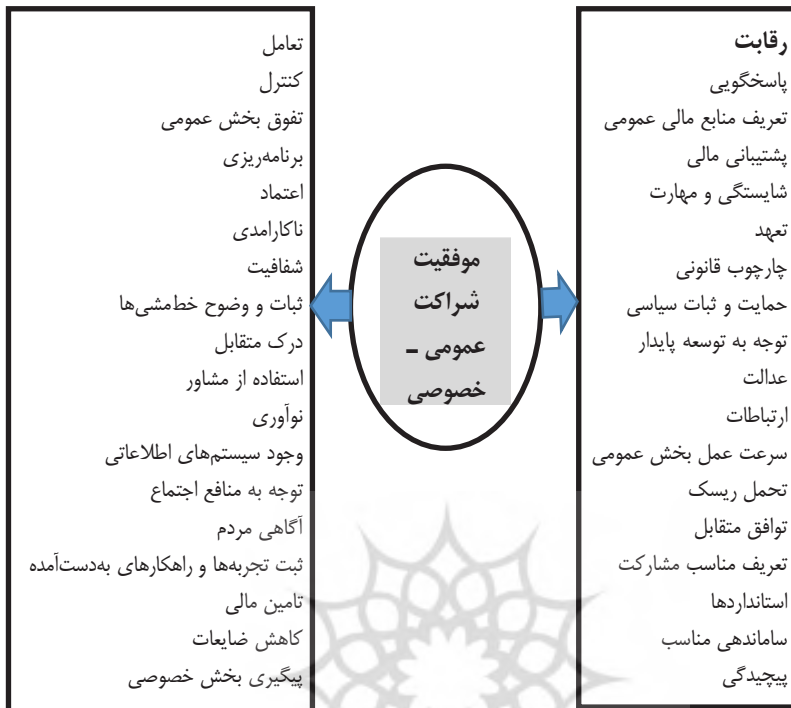 رقابت
پاسخگویی
تعریف منابع مالی عمومی
پشتیبانی مالی
شایستگی و مهارت
تعهد
چارچوب قانونی
حمایت و ثبات سیاسی
توجه به توسعه پایدار
عدالت
ارتباطات
سرعت عمل بخش عمومی
تحمل ریسک
توافق متقابل
تعریف مناسب مشارکت
استانداردها
ساماندهی مناسب
پیچیدگی
موفقیت
شراکت
عمومی –
خصوصی
تعامل
کنترل
تفوق بخش عمومی
برنامه‌ریزی
اعتماد
ناکارامدی
شفافیت
ثبات و وضوح خط‌مشی‌ها
درک متقابل
استفاده از مشاور
نوآوری
وجود سیستم‌های اطلاعاتی
توجه به منافع اجتماع
آگاهی مردم
ثبت تجربه‌ها و راهکارهای به‌دست‌آمده
تامین مالی
کاهش ضایعات
پیگیری بخش خصوصی